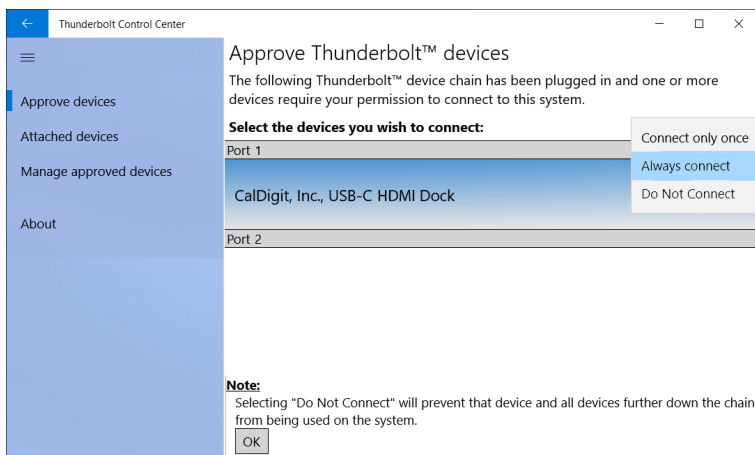 Thunderbolt Control Center
Approve devices
Attached devices
Manage approved devices
About
Approve Thunderbolt™ devices
The following Thunderbolt™ device chain has been plugged in and one or more
devices require your permission to connect to this system.
Select the devices you wish to connect:
Port 1
CalDigit, Inc., USB-C HDMI Dock
Connect only once
Always connect
Do Not Connect
Port 2
Note:
Selecting "Do Not Connect" will prevent that device and all devices further down the chain
from being used on the system.
OK